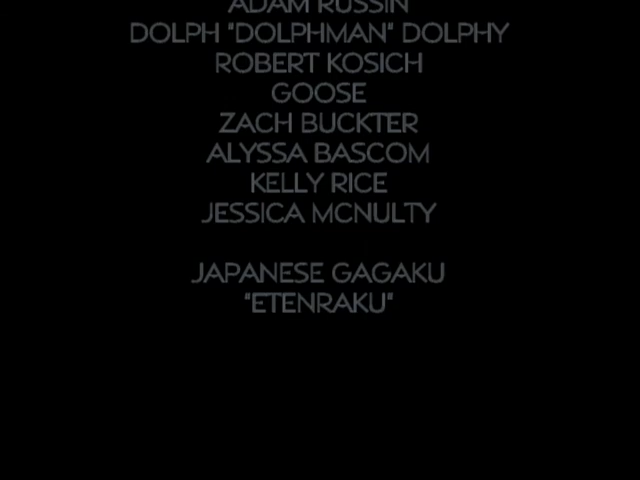 ADAM RUSSIN
DOLPH "DOLPHMAN" DOLPHY
ROBERT KOSICH
GOOSE
ZACH BUCKTER
ALYSSA BASCOM
KELLY RICE
JESSICA MCNULTY
JAPANESE GAGAKU
"ETENRAKU"